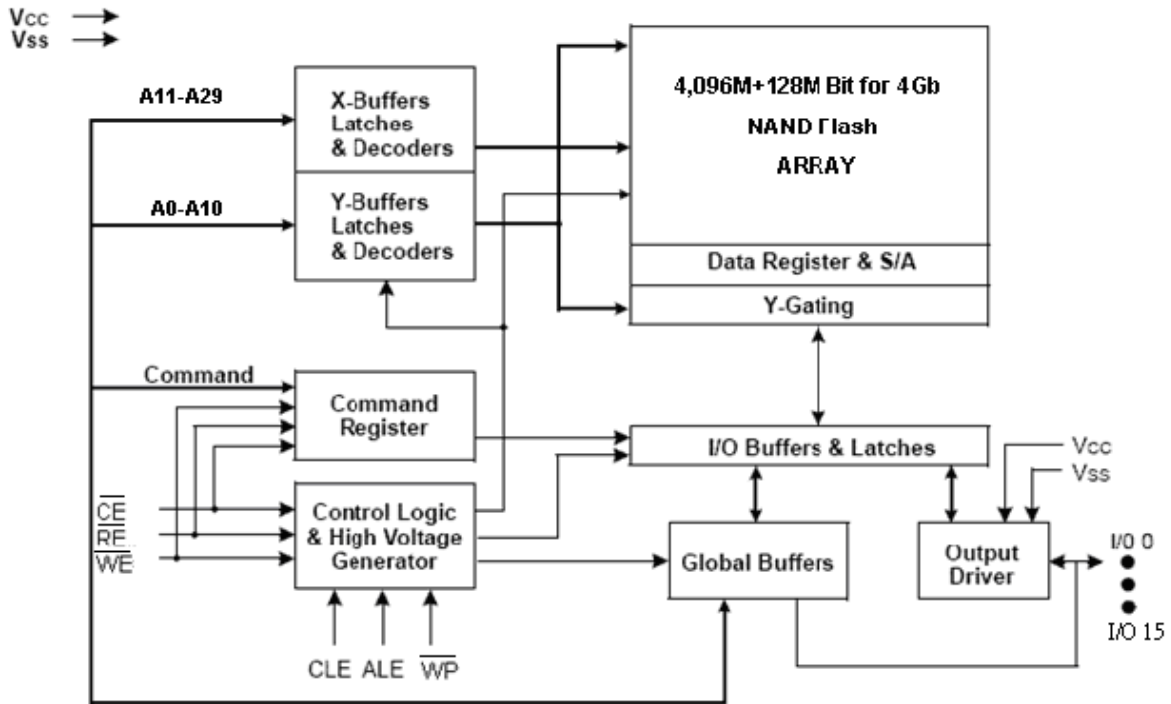 Vcc
Vss
A11-A29
X-Buffers
Latches
& Decoders
A0-A10
Y-Buffers
Latches
& Decoders
4,096M+128M Bit for 4Gb
NAND Flash
ARRAY
Data Register & S/A
Y-Gating
Command
Command
Register
I/O Buffers & Latches
Vcc
Vss
CE
RE
WE
Control Logic
& High Voltage
Generator
Global Buffers
Output
Driver
I/O 0
I/O 15
CLE ALE WP